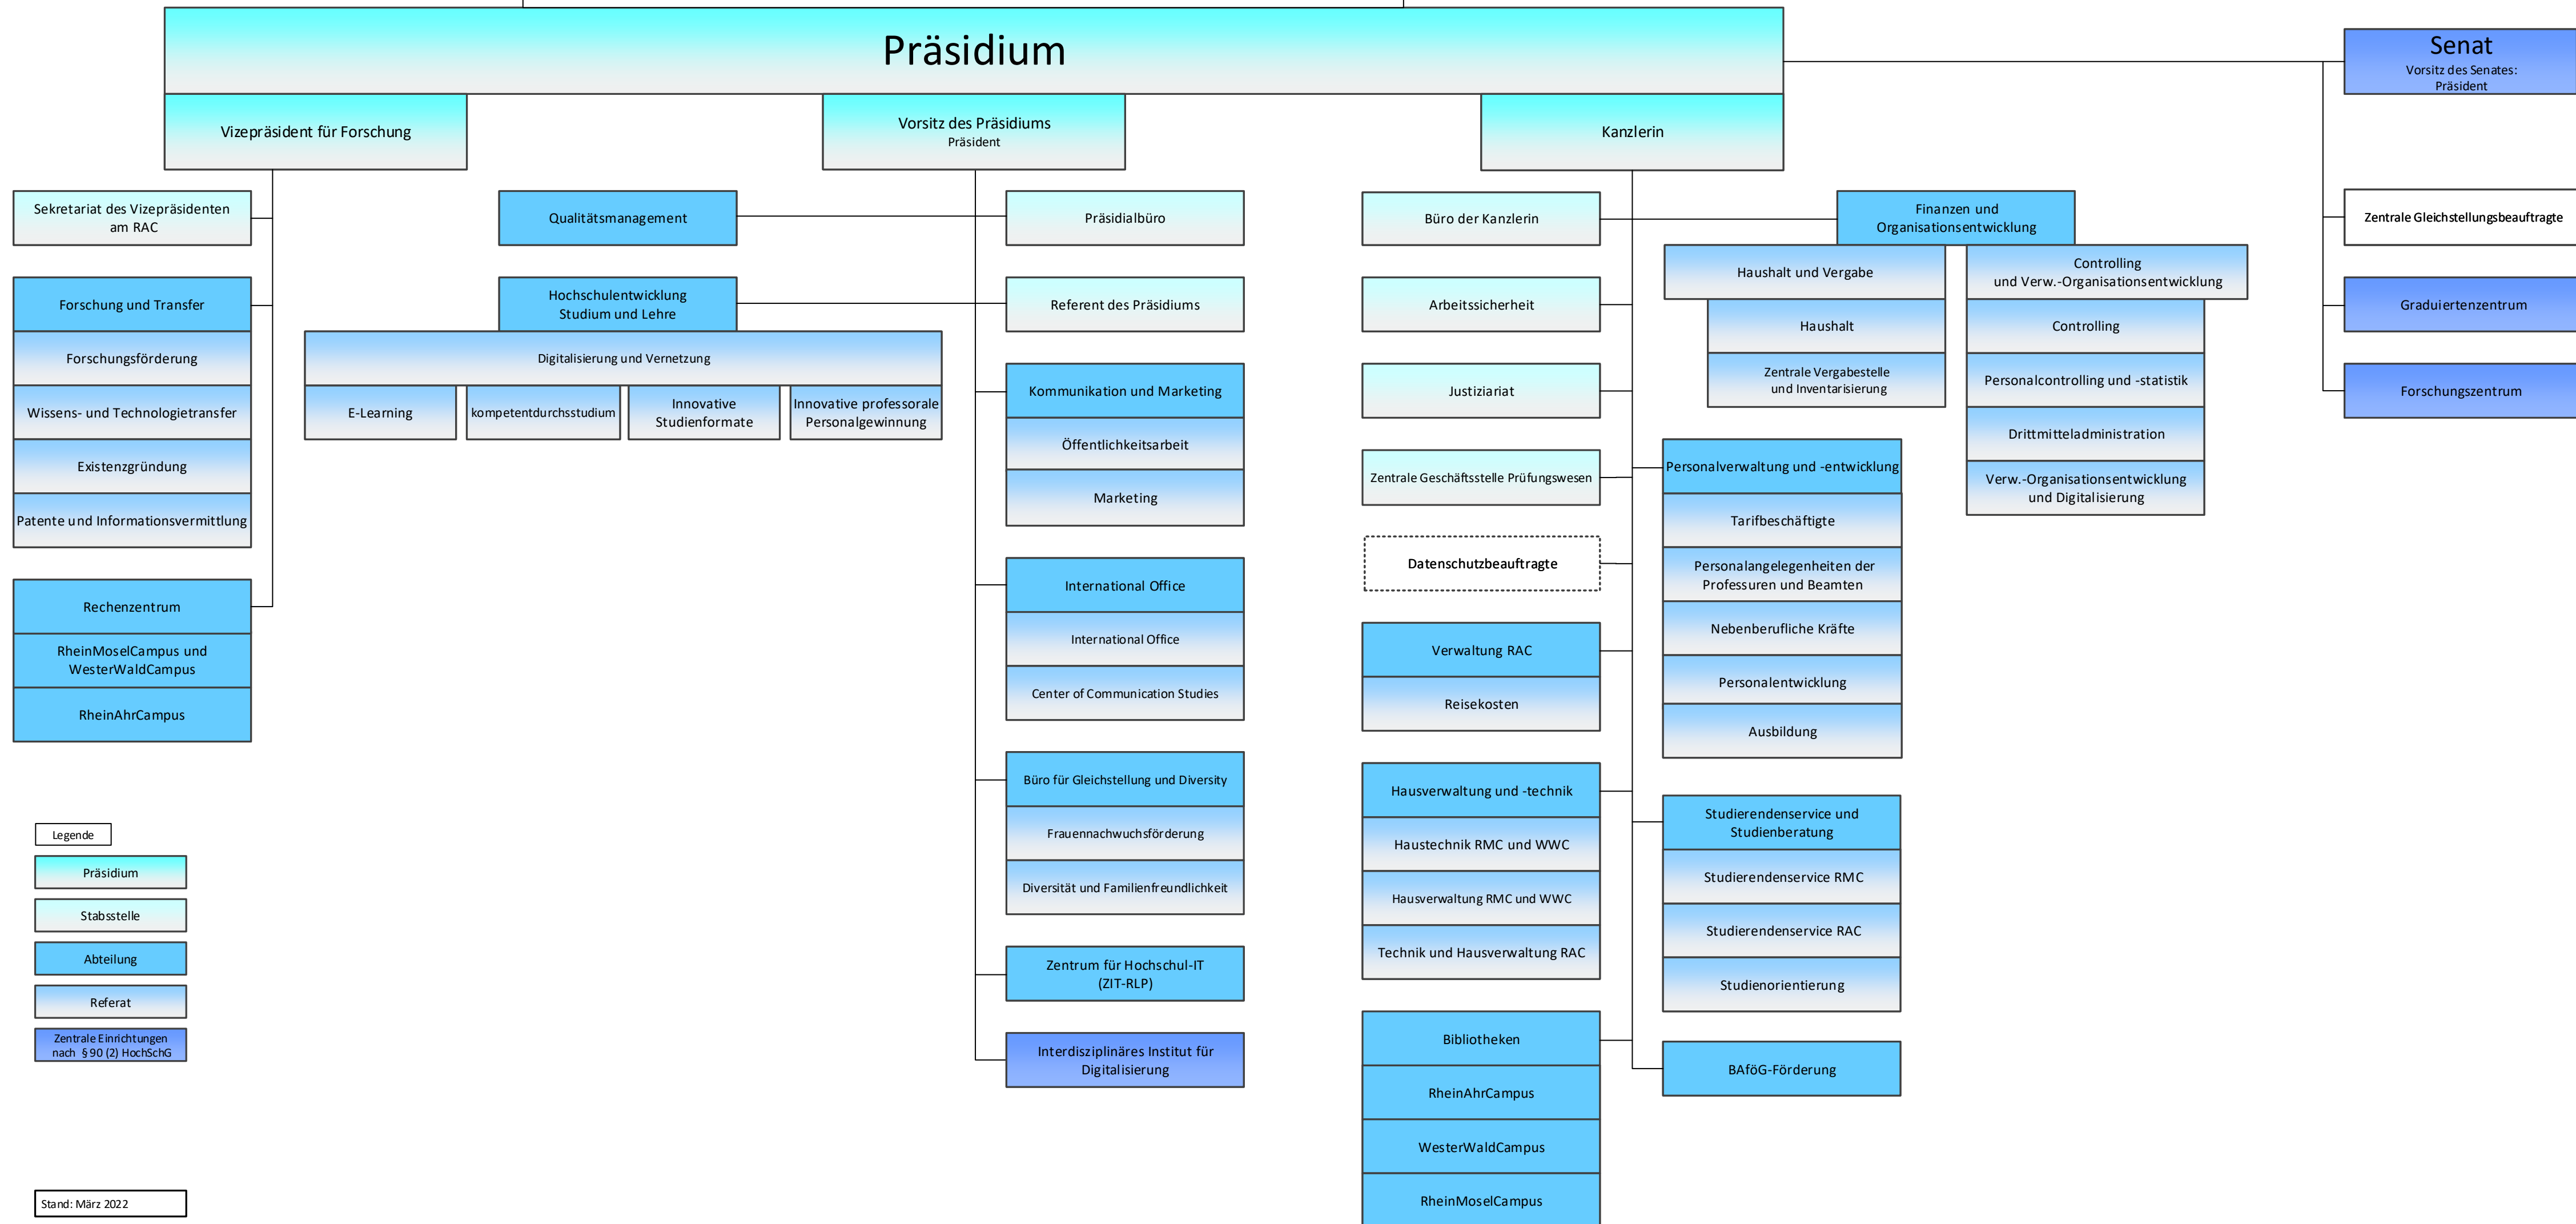 Präsidium
Senat
Vorsitz des Senates:
Präsident
Vizepräsident für Forschung
Vorsitz des Präsidiums
Präsident
Kanzlerin
Sekretariat des Vizepräsidenten
am RAC
Forschung und Transfer
Forschungsförderung
Wissens- und Technologietransfer
Existenzgründung
Patente und Informationsvermittlung
Rechenzentrum
RheinMoselCampus und
WesterWaldCampus
RheinAhrCampus
Qualitätsmanagement
Hochschulentwicklung
Studium und Lehre
Digitalisierung und Vernetzung
E-Learning
kompetentdurchsstudium
Innovative
Studienformate
Innovative professorale
Personalgewinnung
Präsidialbüro
Referent des Präsidiums
Kommunikation und Marketing
Öffentlichkeitsarbeit
Marketing
International Office
International Office
Center of Communication Studies
Büro für Gleichstellung und Diversity
Frauennachwuchsförderung
Diversität und Familienfreundlichkeit
Zentrum für Hochschul-IT
(ZIT-RLP)
Interdisziplinäres Institut für
Digitalisierung
Büro der Kanzlerin
Arbeitssicherheit
Justiziariat
Zentrale Geschäftsstelle Prüfungswesen
Datenschutzbeauftragte
Verwaltung RAC
Reisekosten
Hausverwaltung und -technik
Haustechnik RMC und WWC
Hausverwaltung RMC und WWC
Technik und Hausverwaltung RAC
Bibliotheken
RheinAhrCampus
WesterWaldCampus
RheinMoselCampus
Finanzen und
Organisationsentwicklung
Haushalt und Vergabe
Haushalt
Zentrale Vergabestelle
und Inventarisierung
Controlling
und Verw.-Organisationsentwicklung
Controlling
Personalcontrolling und -statistik
Drittmitteladministration
Verw.-Organisationsentwicklung
und Digitalisierung
Personalverwaltung und -entwicklung
Tarifbeschäftigte
Personalangelegenheiten der
Professuren und Beamten
Nebenberufliche Kräfte
Personalentwicklung
Ausbildung
Studierendenservice und
Studienberatung
Studierendenservice RMC
Studierendenservice RAC
Studienorientierung
BAföG-Förderung
Zentrale Gleichstellungsbeauftragte
Graduiertenzentrum
Forschungszentrum
Legende
Präsidium
Stabsstelle
Abteilung
Referat
Zentrale Einrichtungen
nach § 90 (2) HochSchG
Stand: März 2022